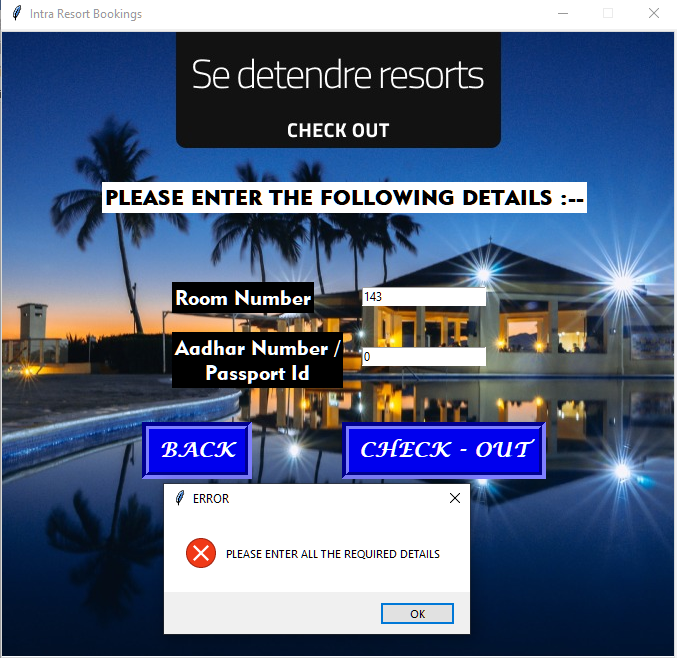 Intra Resort Bookings
Se detendre resorts
CHECK OUT
PLEASE ENTER THE FOLLOWING DETAILS :--
Room Number
143
Aadhar Number /
Passport Id
0
BACK
CHECK - OUT
ERROR
PLEASE ENTER ALL THE REQUIRED DETAILS
OK